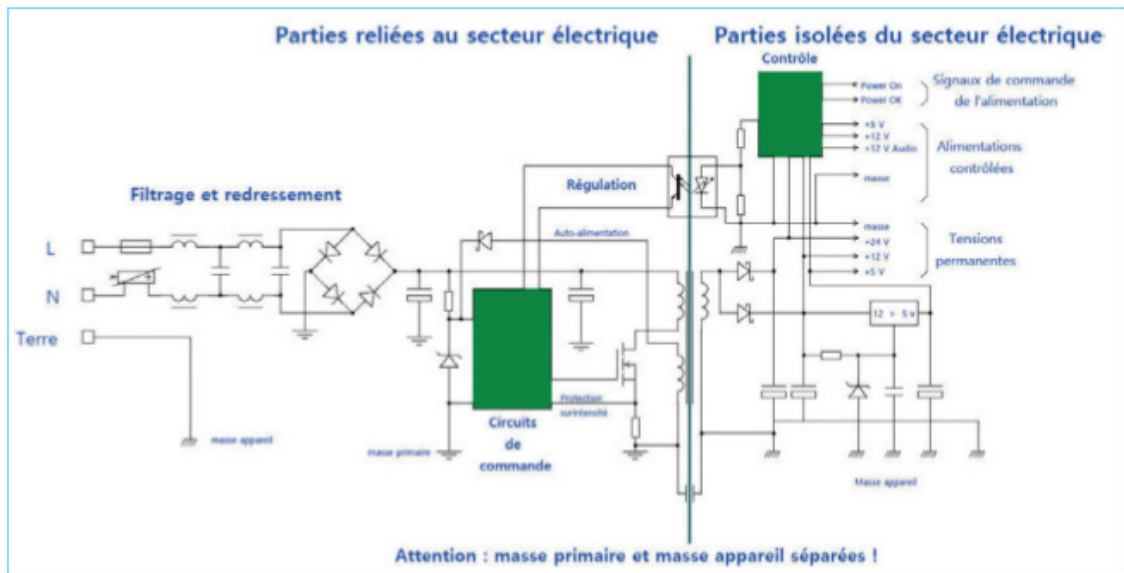 Parties reliées au secteur électrique
Parties isolées du secteur électrique
Contrôle
Power On
Power OK
Signaux de commande
de l'alimentation
+5 V
+12 V
+12 V Audio
masse
Alimentations
contrôlées
Régulation
Filtrage et redressement
Auto-alimentation
masse
+24 V
+12 V
+5 V
Tensions
permanentes
L
N
Terre
12 > 5 v
Protection
surintensité
Circuits
de
commande
masse appareil
masse primaire
Masse appareil
Attention : masse primaire et masse appareil séparées !